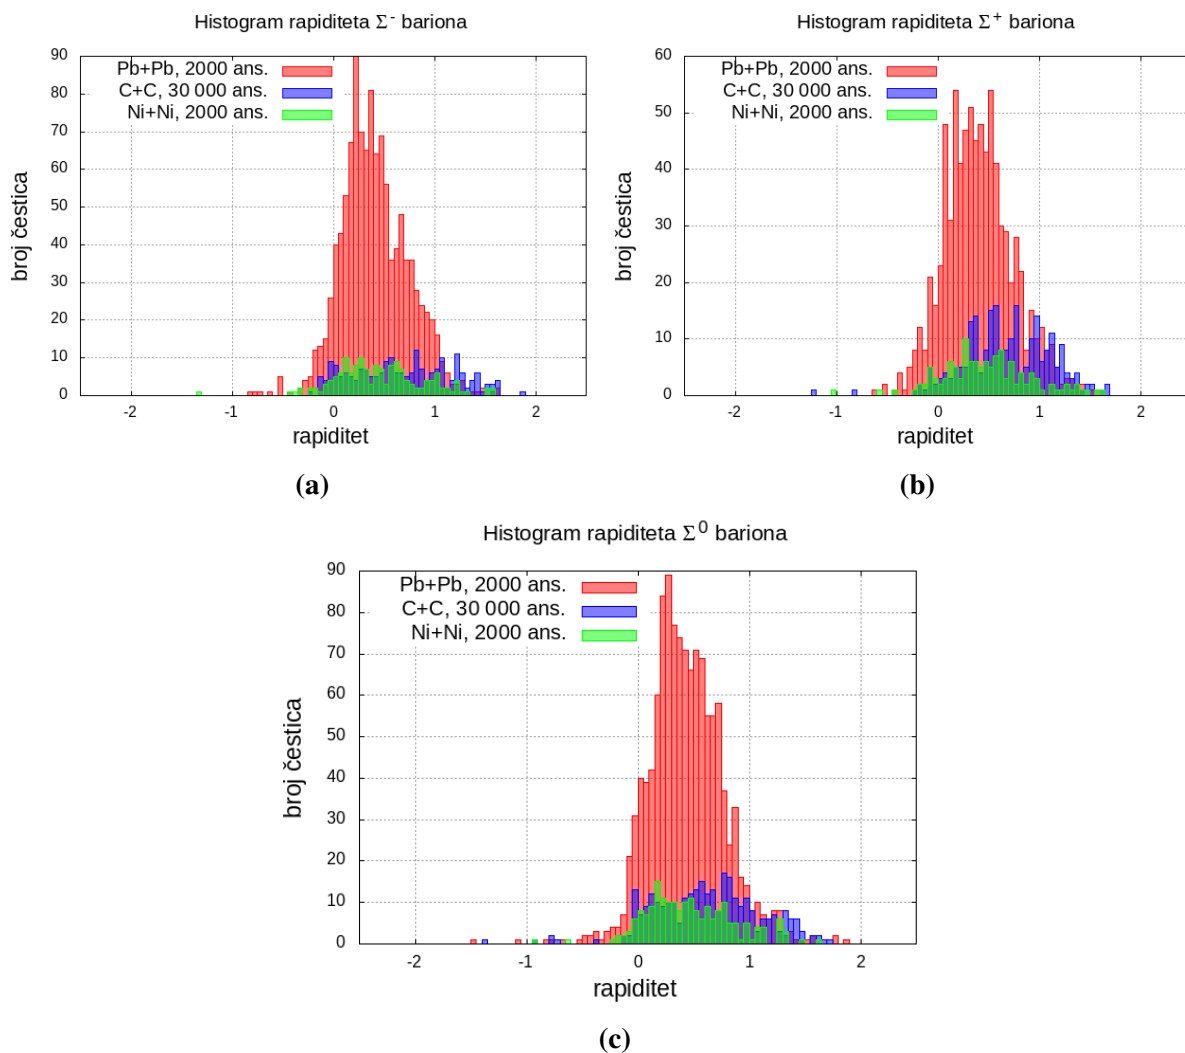 Histogram rapiditeta Σ⁻ bariona
90
80
70
60
50
40
30
20
10
0
Pb+Pb, 2000 ans.
C+C, 30 000 ans.
Ni+Ni, 2000 ans.
broj čestica
-2 -1 0 1 2
rapiditet
(a)
Histogram rapiditeta Σ⁺ bariona
60
50
40
30
20
10
0
Pb+Pb, 2000 ans.
C+C, 30 000 ans.
Ni+Ni, 2000 ans.
broj čestica
-2 -1 0 1 2
rapiditet
(b)
Histogram rapiditeta Σ⁰ bariona
90
80
70
60
50
40
30
20
10
0
Pb+Pb, 2000 ans.
C+C, 30 000 ans.
Ni+Ni, 2000 ans.
broj čestica
-2 -1 0 1 2
rapiditet
(c)